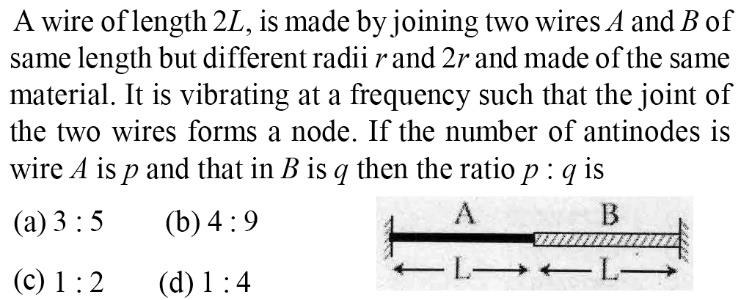 A wire of length 2L, is made by joining two wires A and B of
same length but different radii r and 2r and made of the same
material. It is vibrating at a frequency such that the joint of
the two wires forms a node. If the number of antinodes is
wire A is p and that in B is q then the ratio p : q is
(a) 3 : 5 (b) 4 : 9
(c) 1 : 2 (d) 1 : 4
A B
L L